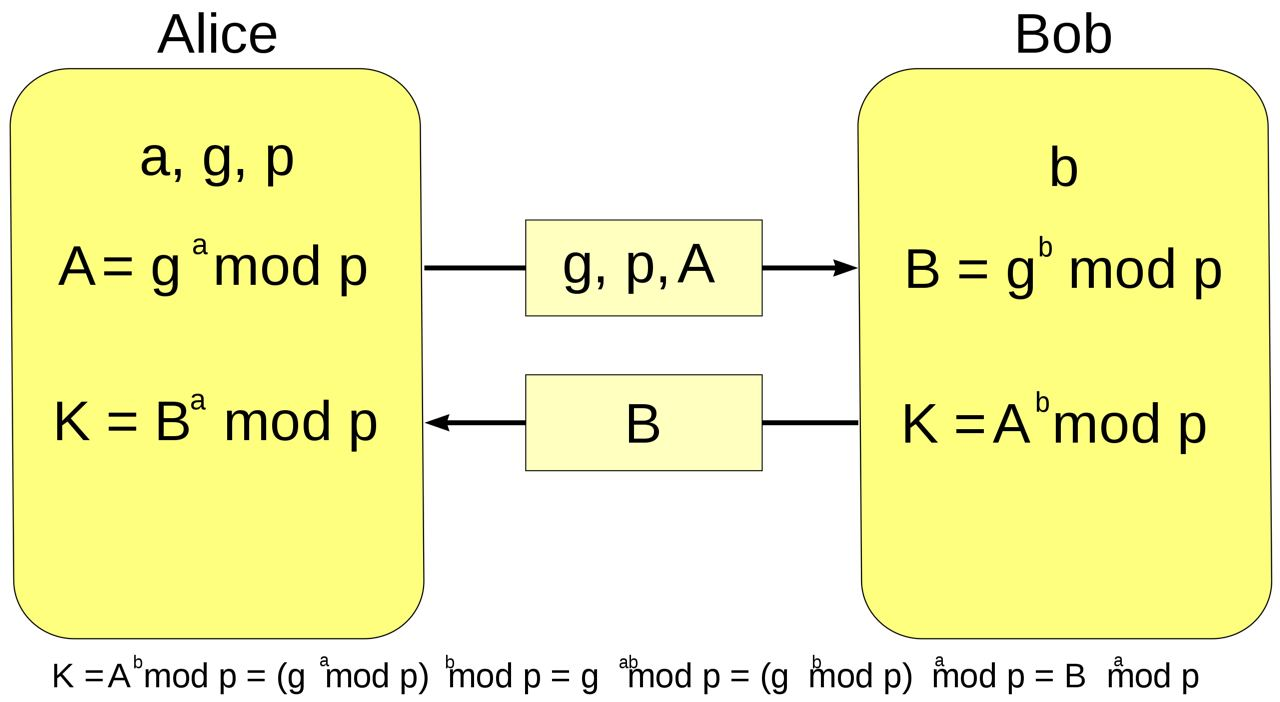 Alice
Bob
a, g, p
A = g^a mod p
K = B^a mod p
g, p, A
B
b
B = g^b mod p
K = A^b mod p
K = A^b mod p = (g^a mod p)^b mod p = g^ab mod p = (g^b mod p)^a mod p = B^a mod p